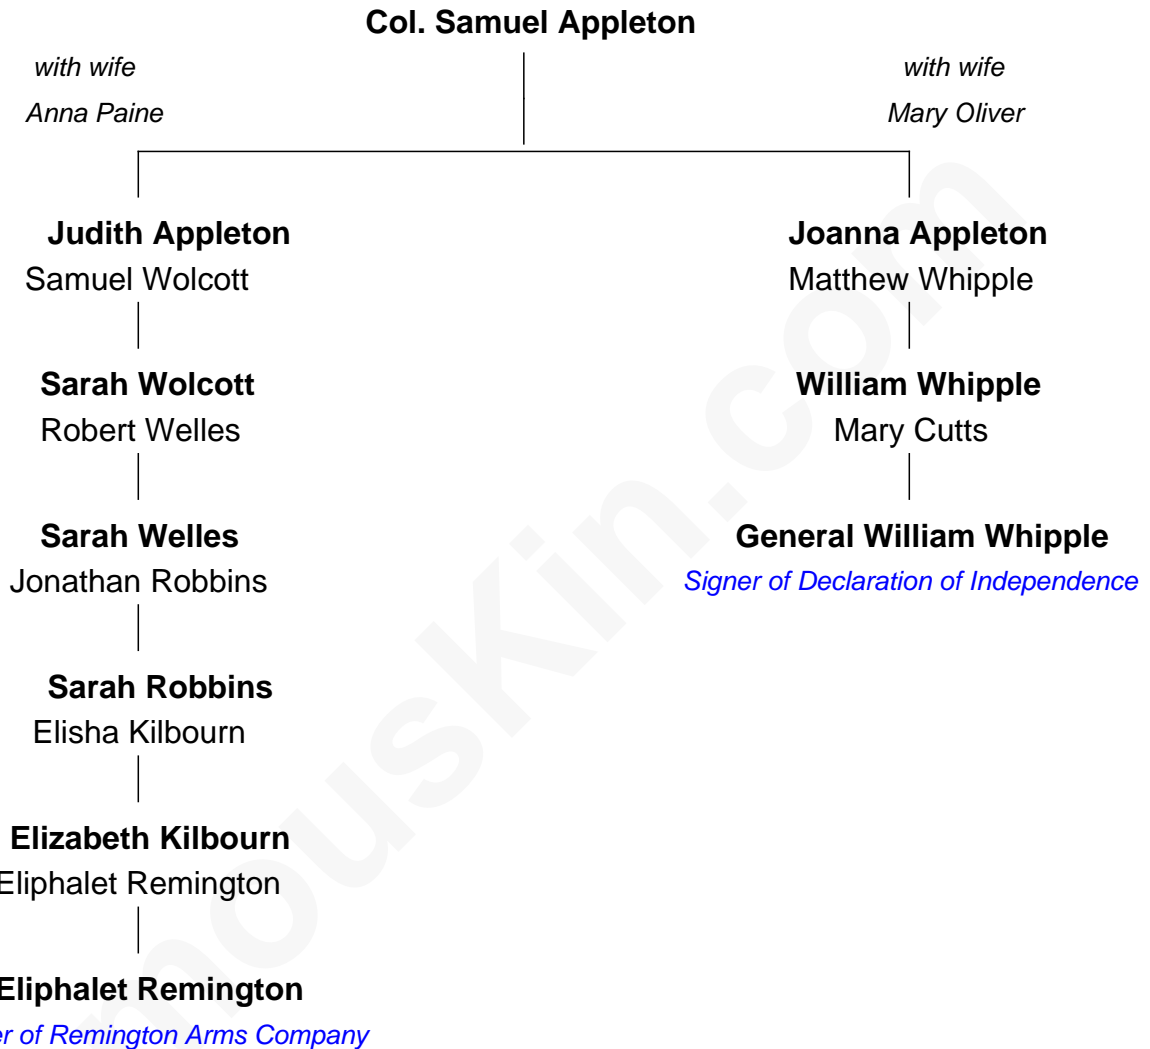 Col. Samuel Appleton
with wife
Anna Paine
with wife
Mary Oliver
Judith Appleton
Samuel Wolcott
Joanna Appleton
Matthew Whipple
Sarah Wolcott
Robert Welles
William Whipple
Mary Cutts
Sarah Welles
Jonathan Robbins
General William Whipple
Signer of Declaration of Independence
Sarah Robbins
Elisha Kilbourn
Elizabeth Kilbourn
Eliphalet Remington
Eliphalet Remington
of Remington Arms Company
mousKin.com